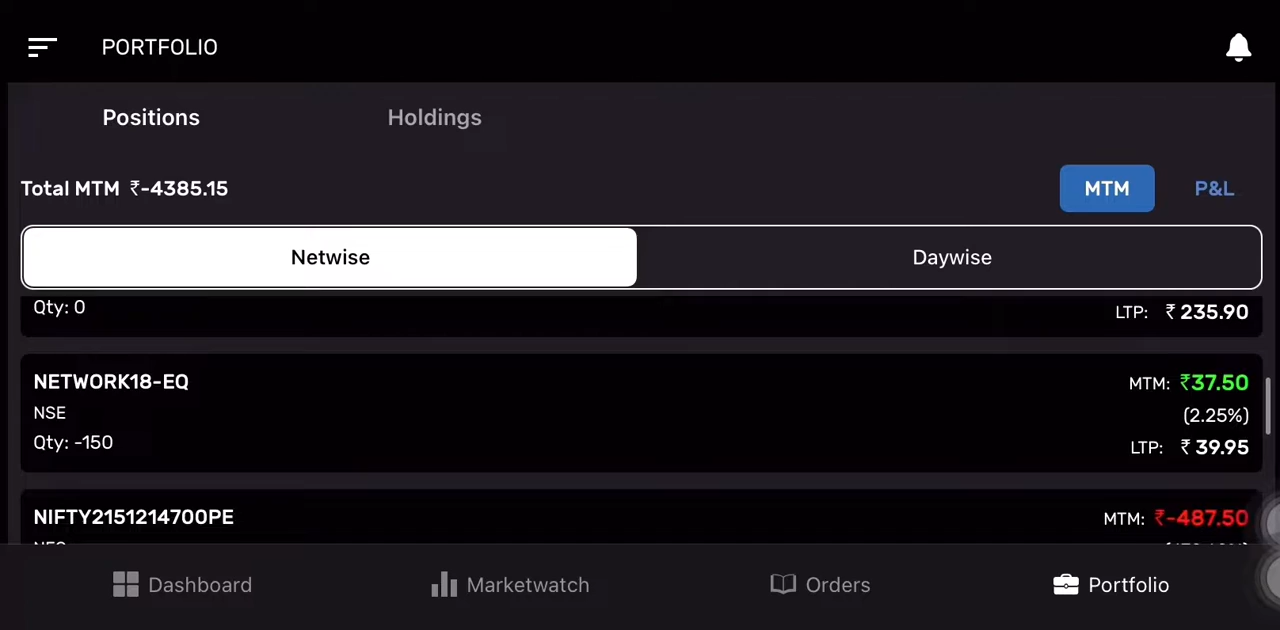 PORTFOLIO
Positions Holdings
Total MTM ₹-4385.15 MTM P&L
Netwise Daywise
Qty: 0 LTP: ₹ 235.90
NETWORK18-EQ MTM: ₹37.50
NSE (2.25%)
Qty: -150 LTP: ₹ 39.95
NIFTY2151214700PE MTM: ₹-487.50
Dashboard Marketwatch Orders Portfolio